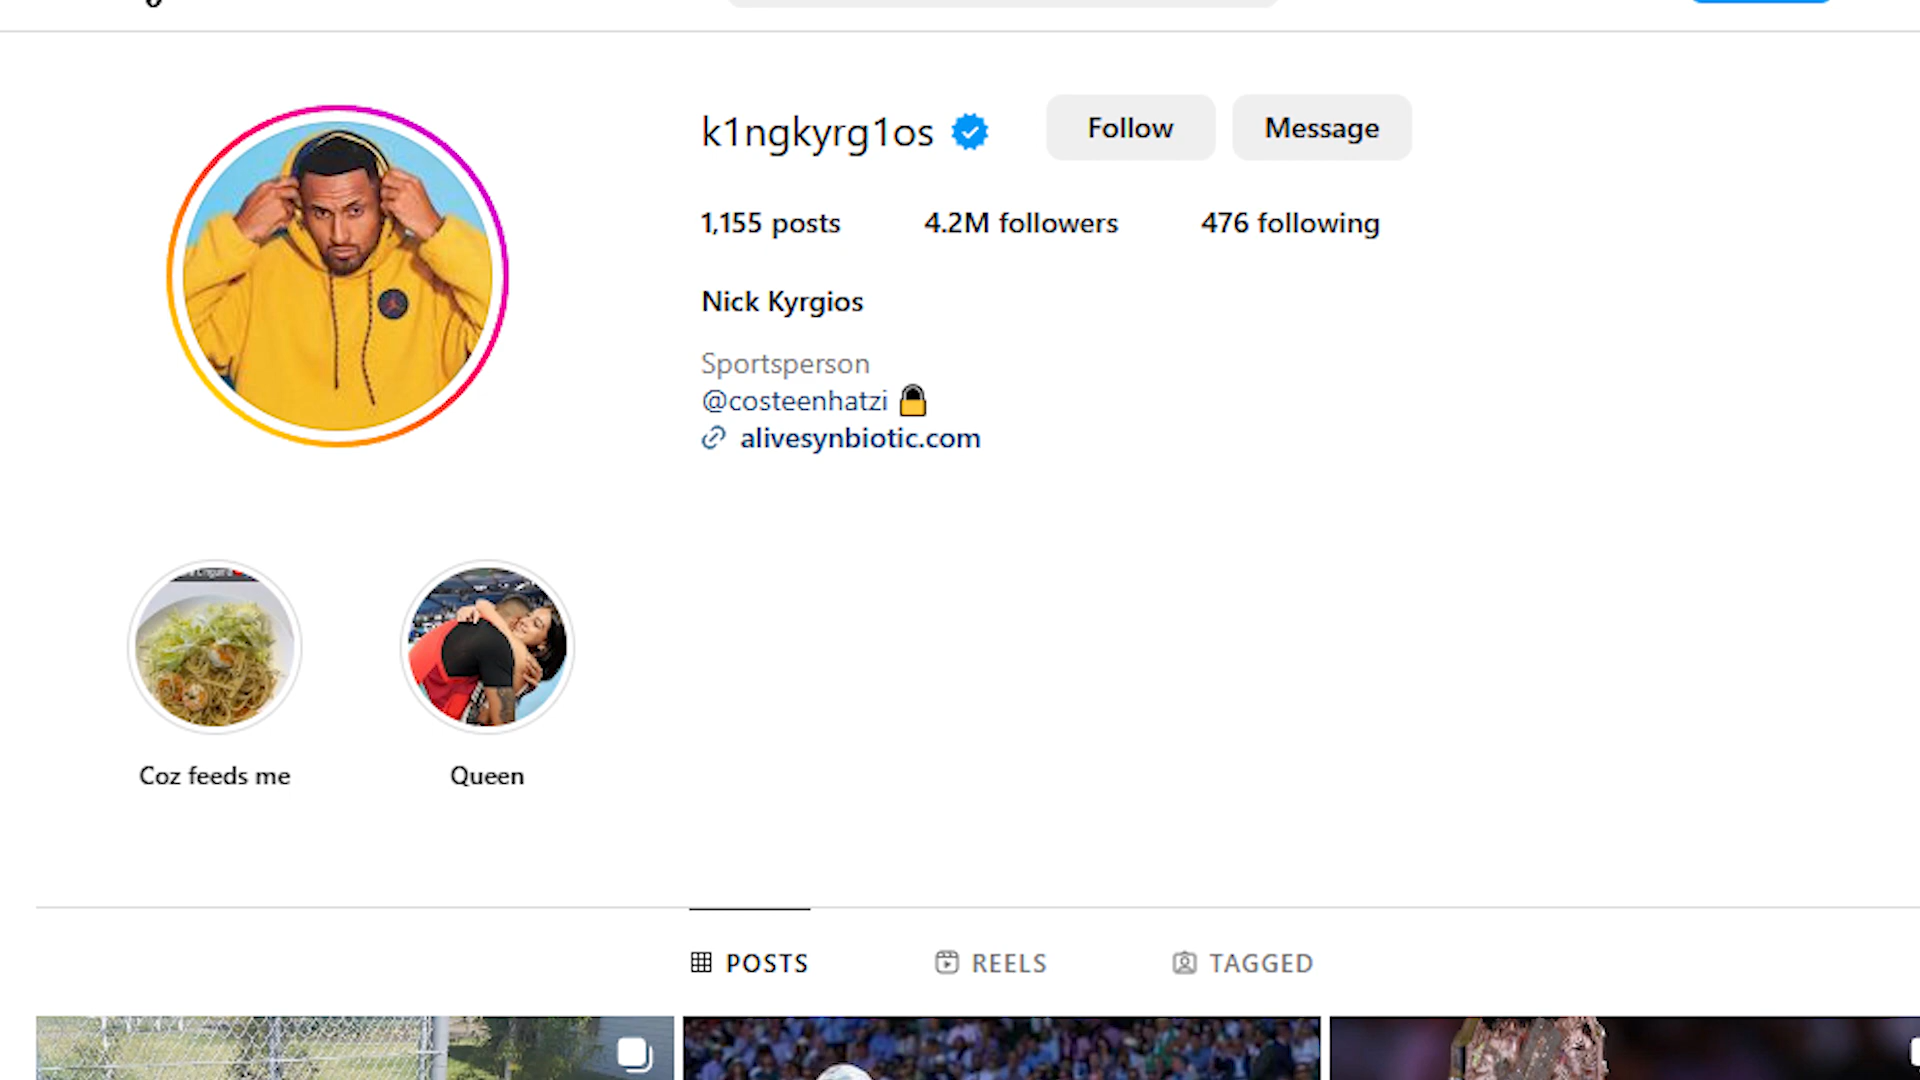 k1ngkyrg1os
Follow
Message
1,155 posts
4.2M followers
476 following
Nick Kyrgios
Sportsperson
@costeenhatzi
alivesynbiotic.com
Coz feeds me
Queen
POSTS
REELS
TAGGED